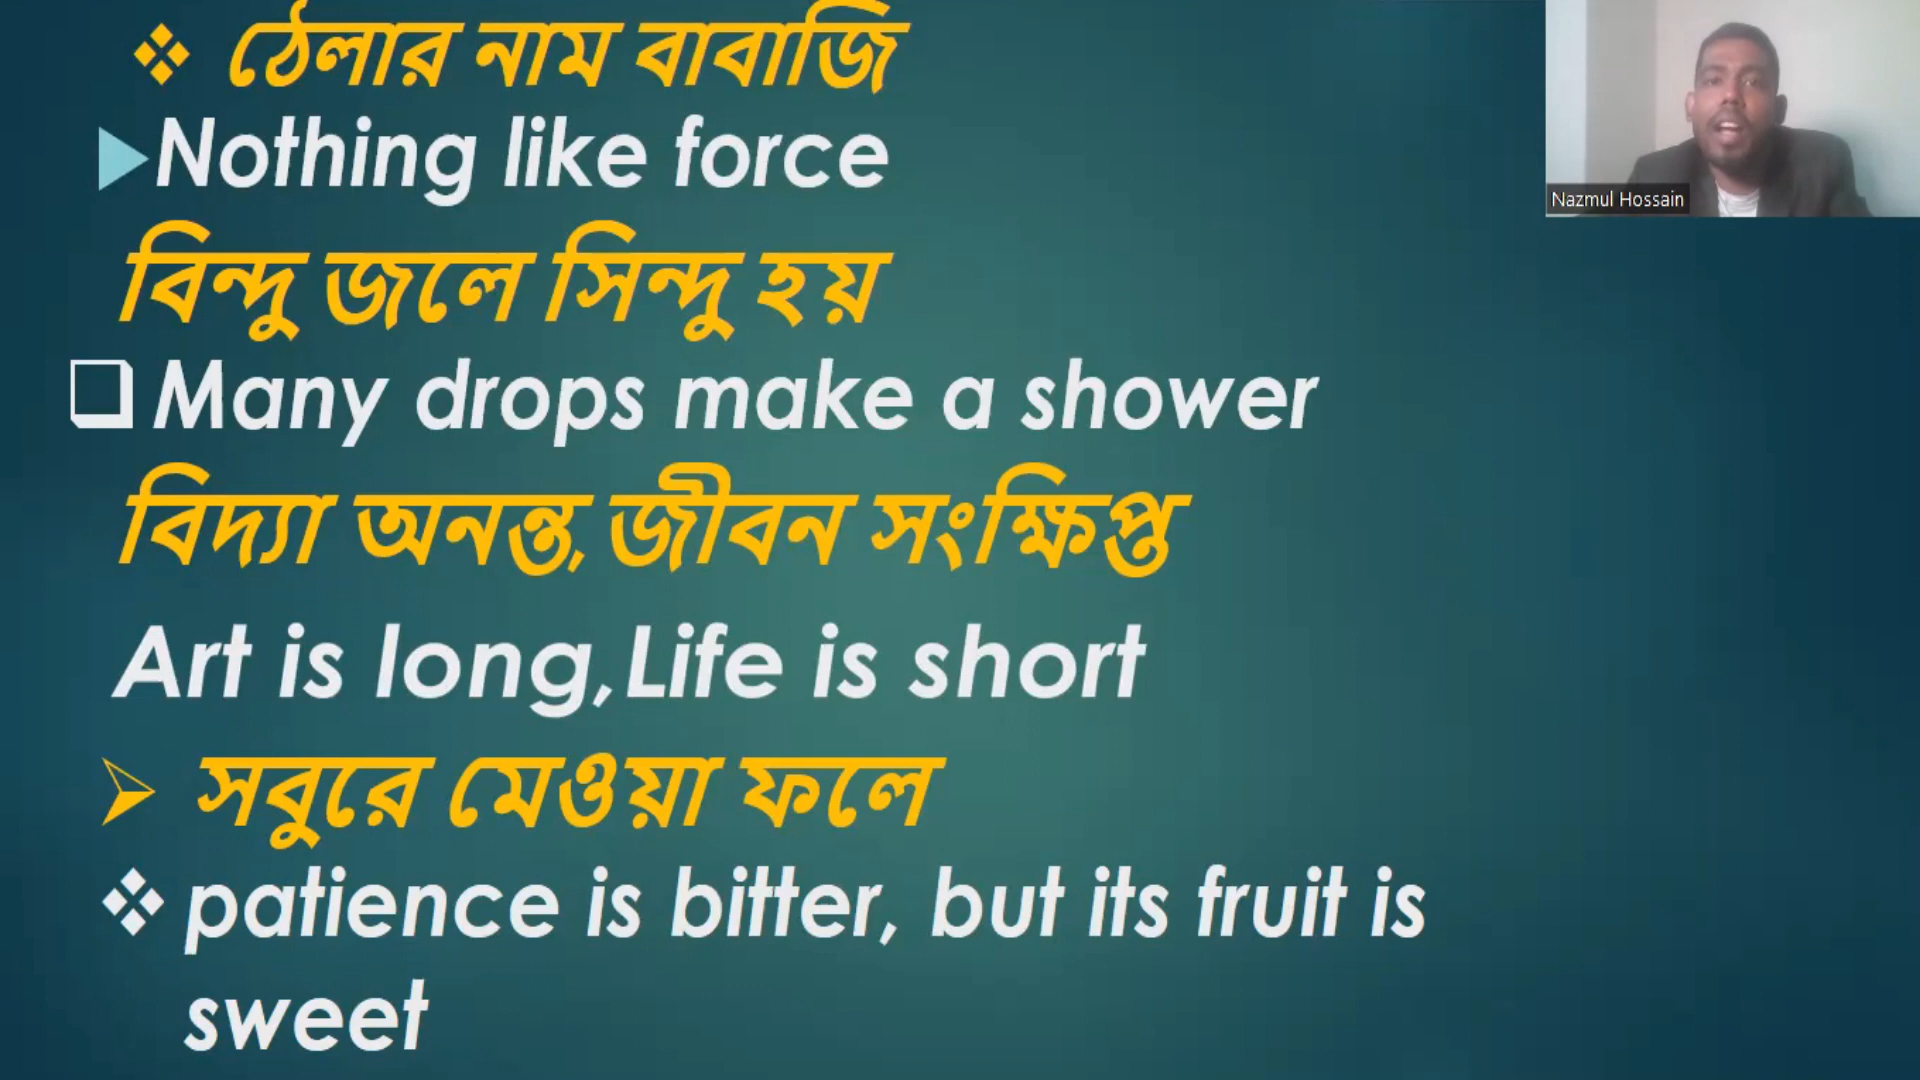 ঠেলার নাম বাবাজি
Nothing like force
Nazmul Hossain
বিন্দু জলে সিন্দু হয়
Many drops make a shower
বিদ্যা অনন্ত,জীবন সংক্ষিপ্ত
Art is long,Life is short
সবুরে মেওয়া ফলে
patience is bitter, but its fruit is
sweet